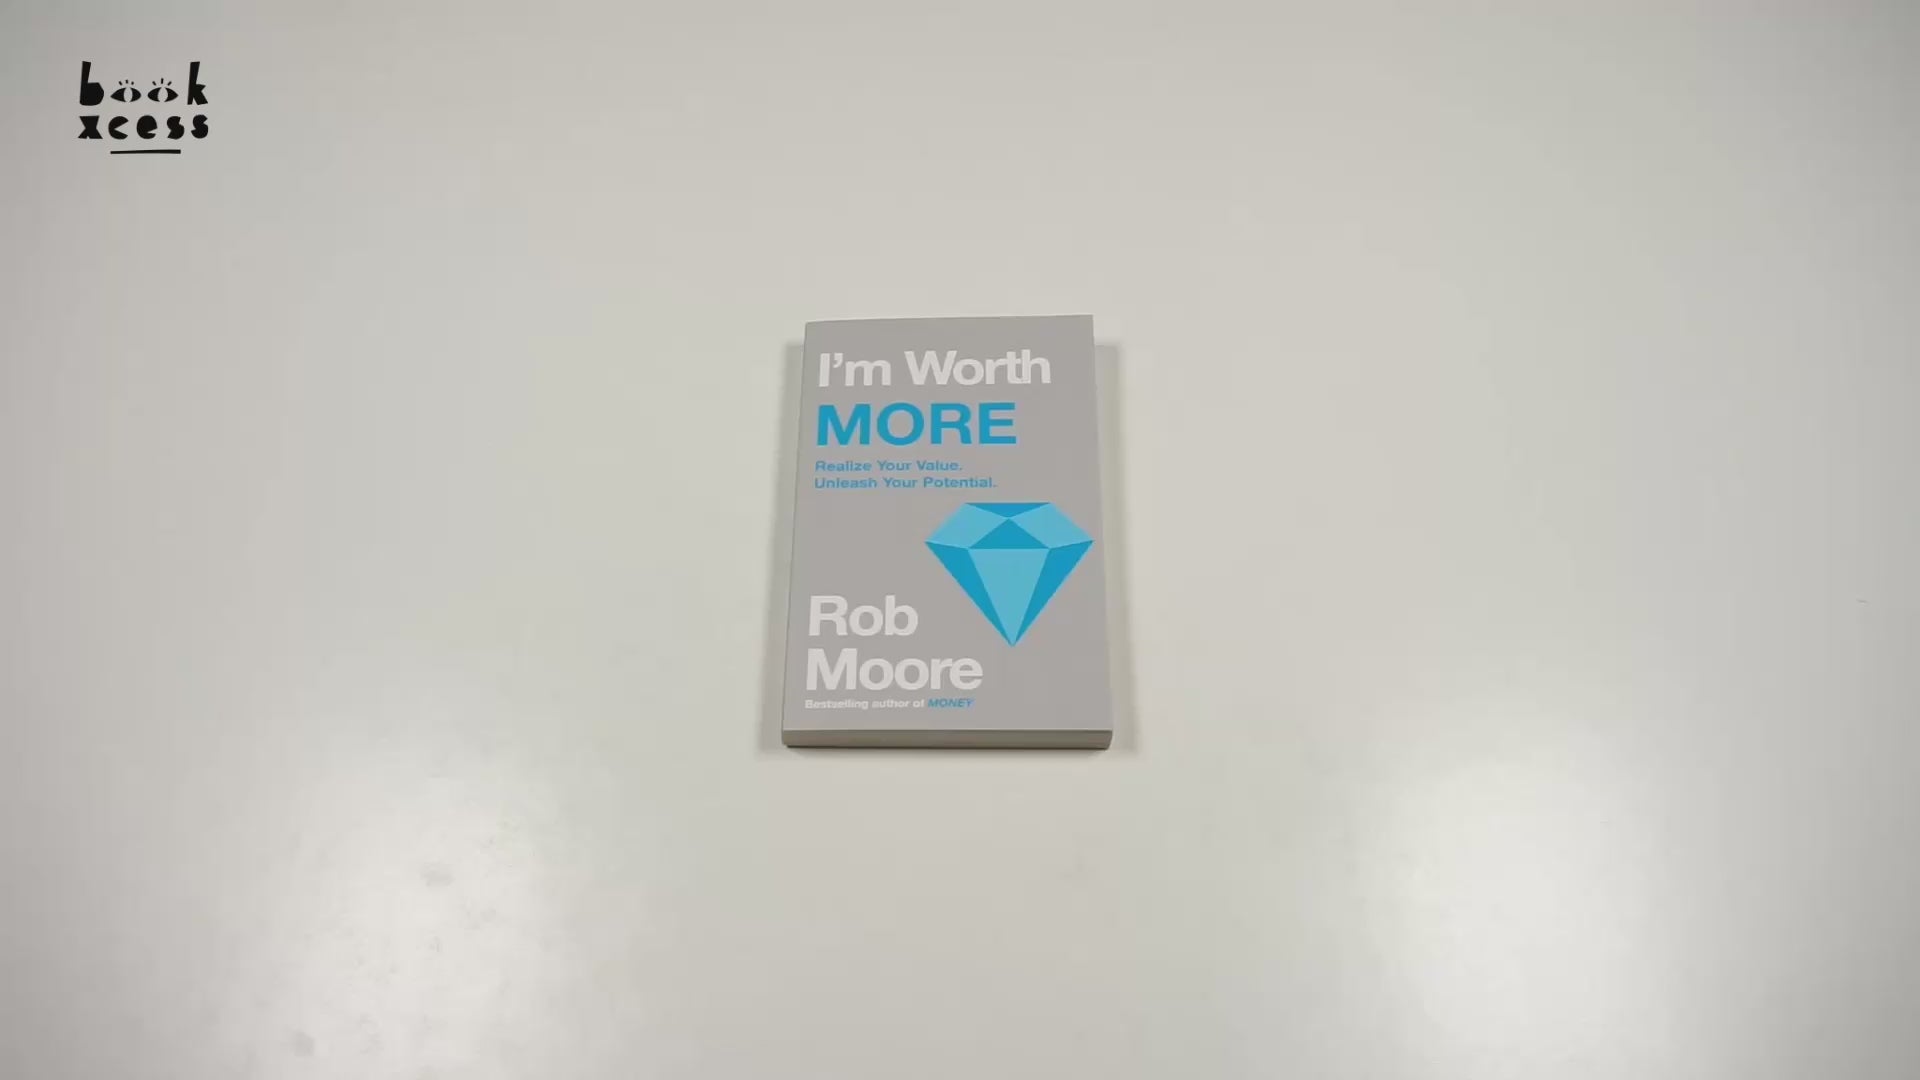 book
xcess
I'm Worth
MORE
Realize Your Value.
Unleash Your Potential.
Rob
Moore
Bestselling author of MONEY